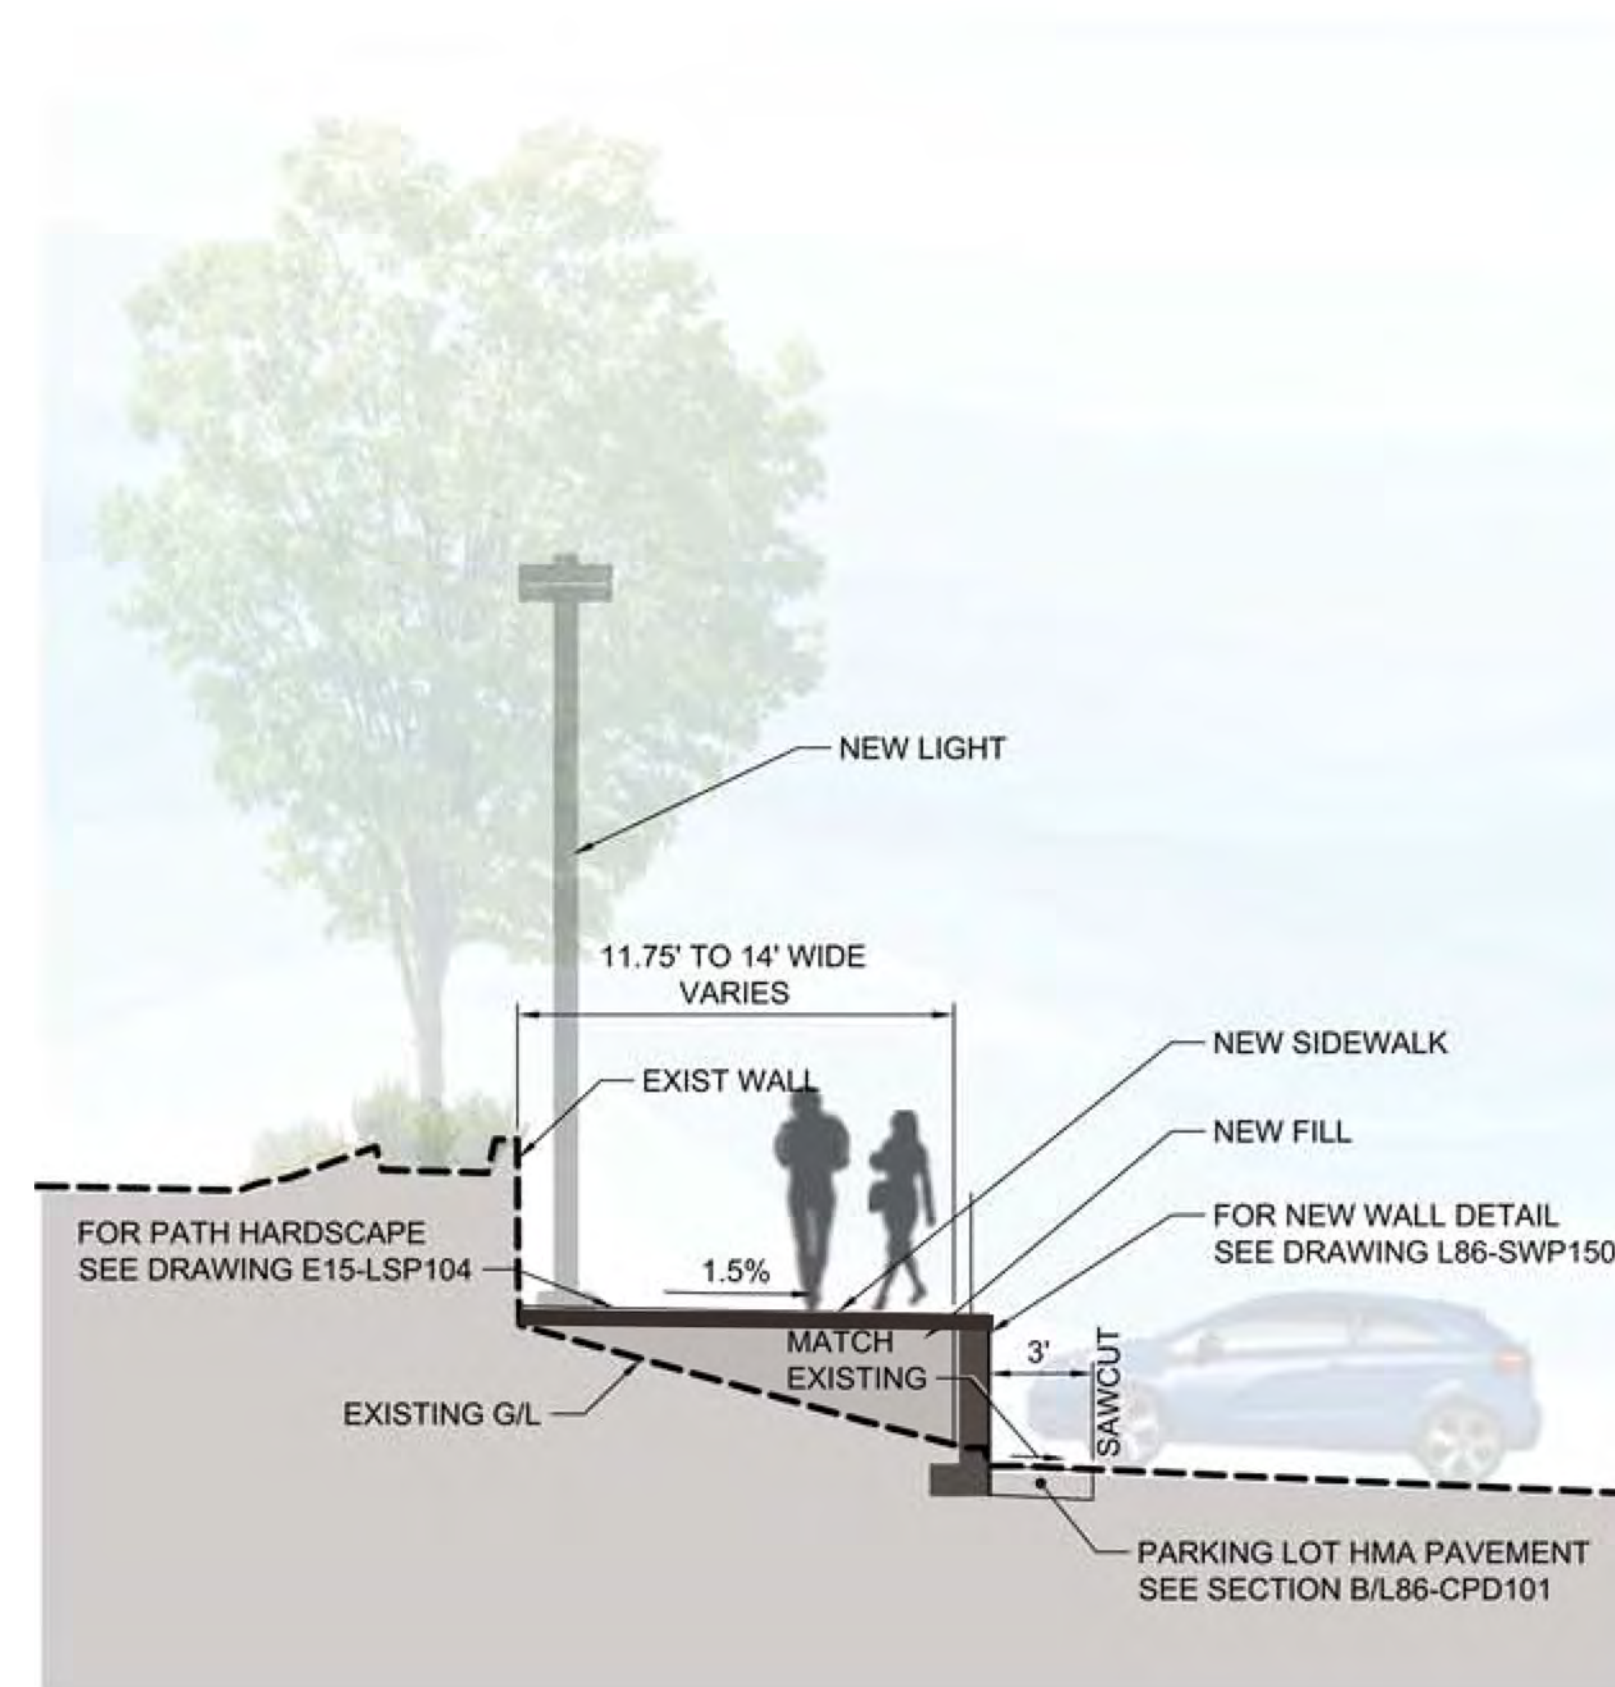 NEW LIGHT
11.75' TO 14' WIDE
VARIES
NEW SIDEWALK
EXIST WALL
NEW FILL
FOR NEW WALL DETAIL
SEE DRAWING L86-SWP150
FOR PATH HARDSCAPE
SEE DRAWING E15-LSP104
1.5%
MATCH
EXISTING
3'
SAWCUT
EXISTING G/L
PARKING LOT HMA PAVEMENT
SEE SECTION B/L86-CPD101